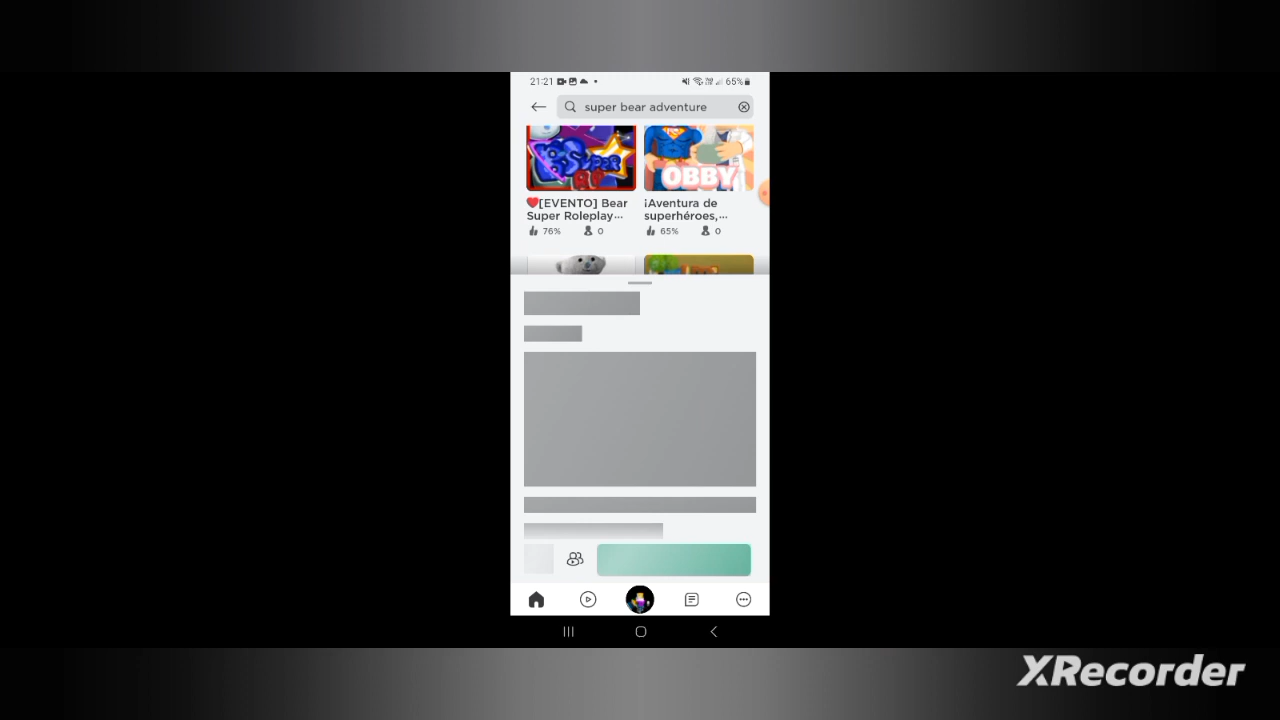 21:21
65%
super bear adventure
SUPER
RP
OBBY
❤️[EVENTO] Bear
Super Roleplay...
76% 0
¡Aventura de
superhéroes,...
65% 0
XRecorder